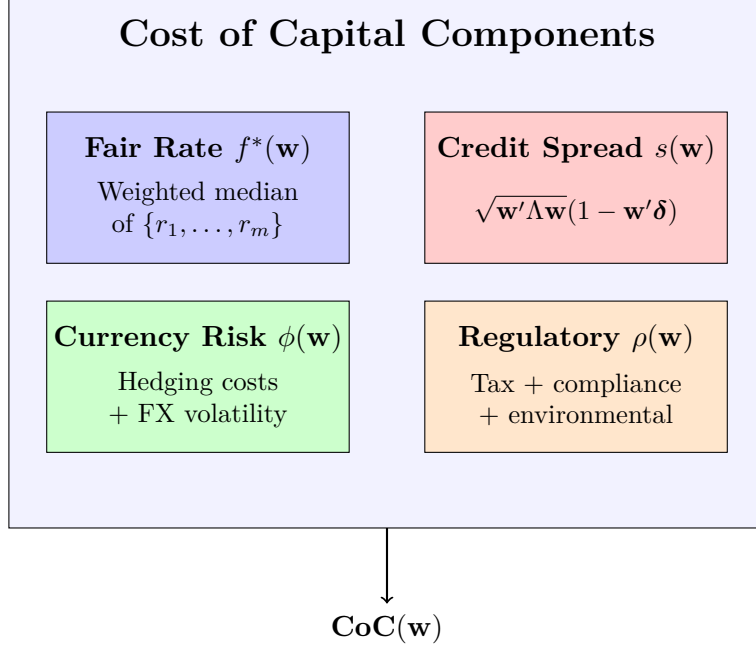 Cost of Capital Components
Fair Rate f*(w)
Weighted median
of {r₁, . . . , rₘ}
Credit Spread s(w)
√w′Λw(1 − w′δ)
Currency Risk ϕ(w)
Hedging costs
+ FX volatility
Regulatory ρ(w)
Tax + compliance
+ environmental
CoC(w)